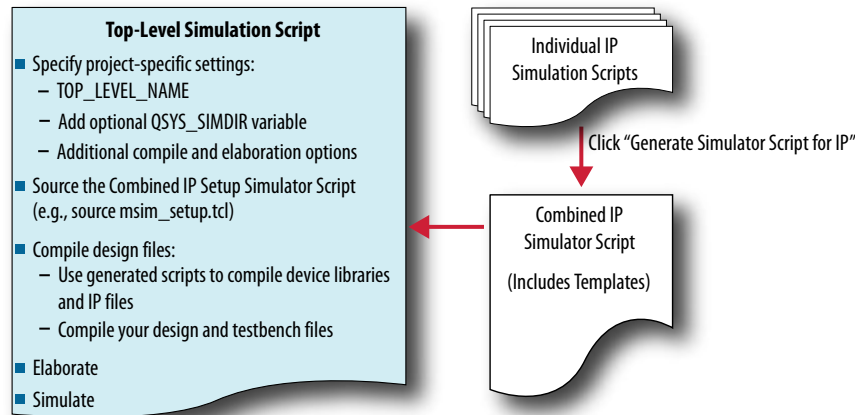 Top-Level Simulation Script
■ Specify project-specific settings:
– TOP_LEVEL_NAME
– Add optional QSYS_SIMDIR variable
– Additional compile and elaboration options
■ Source the Combined IP Setup Simulator Script
(e.g., source msim_setup.tcl)
■ Compile design files:
– Use generated scripts to compile device libraries
and IP files
– Compile your design and testbench files
■ Elaborate
■ Simulate
Individual IP
Simulation Scripts
Click “Generate Simulator Script for IP”
Combined IP
Simulator Script
(Includes Templates)